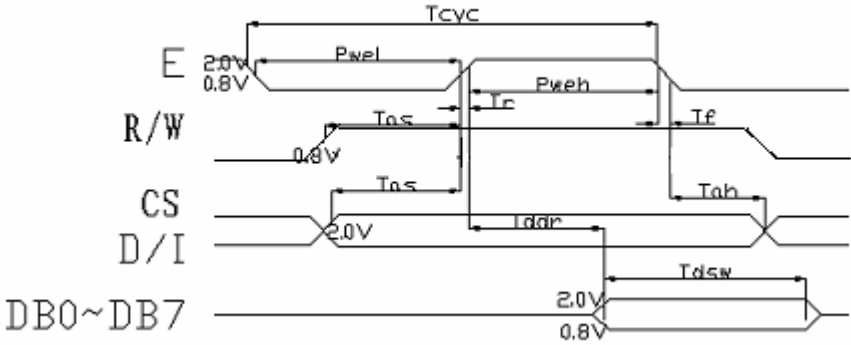 Tcyc
E 2.0V Pwel
0.8V Pweh
Tr
R/W Tas Tf
0.8V
Tas Tah
CS
2.0V Tddr
D/I
Tdsw
2.0V
DB0~DB7
0.8V